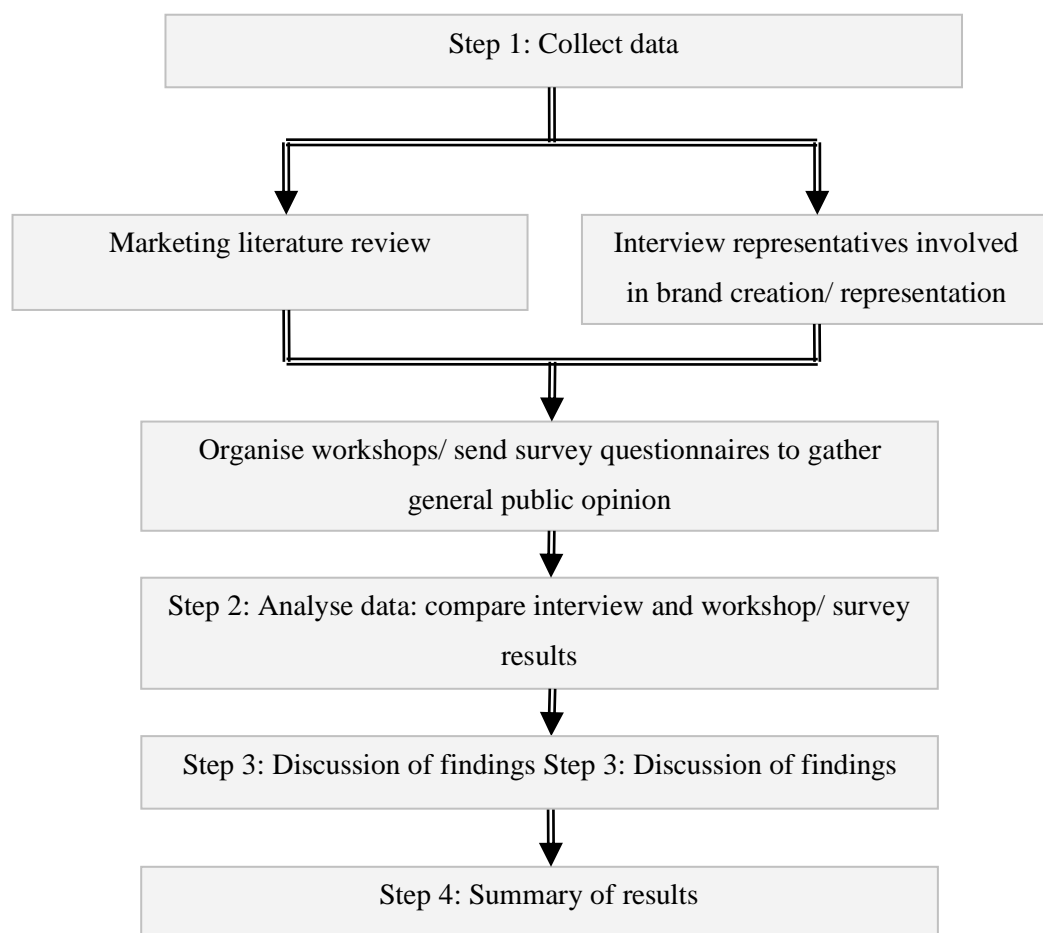 Step 1: Collect data
Marketing literature review
Interview representatives involved
in brand creation/ representation
Organise workshops/ send survey questionnaires to gather
general public opinion
Step 2: Analyse data: compare interview and workshop/ survey
results
Step 3: Discussion of findings Step 3: Discussion of findings
Step 4: Summary of results